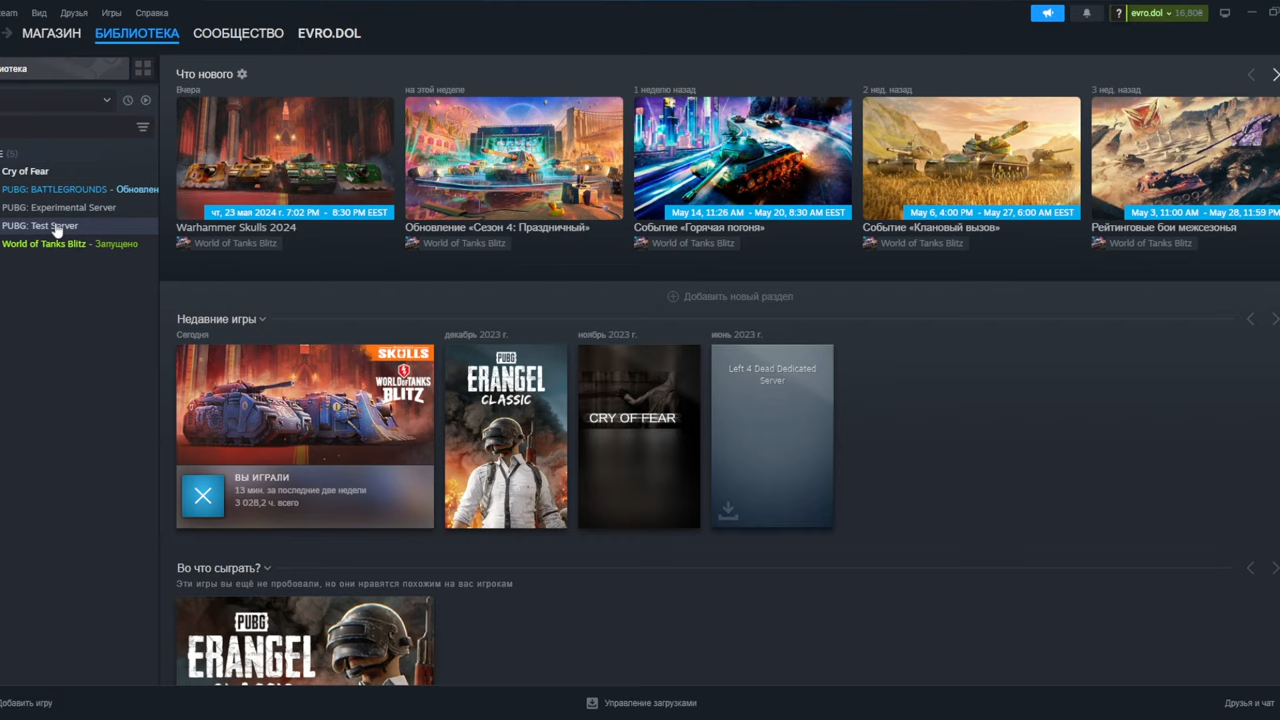 team Вид Друзья Игры Справка
? evro.dol 16,80₴
МАГАЗИН БИБЛИОТЕКА СООБЩЕСТВО EVRO.DOL
иотека
Что нового
Вчера
на этой неделе
1 неделю назад
2 нед. назад
3 нед. назад
чт, 23 мая 2024 г. 7:02 PM - 8:30 PM EEST
May 14, 11:26 AM - May 20, 8:30 AM EEST
May 6, 4:00 PM - May 27, 6:00 AM EEST
May 3, 11:00 AM - May 28, 11:59 PM
Warhammer Skulls 2024
Обновление «Сезон 4: Праздничный»
Событие «Горячая погоня»
Событие «Клановый вызов»
Рейтинговые бои межсезонья
World of Tanks Blitz
World of Tanks Blitz
World of Tanks Blitz
World of Tanks Blitz
World of Tanks Blitz
Е (5)
Cry of Fear
PUBG: BATTLEGROUNDS - Обновлен
PUBG: Experimental Server
PUBG: Test Server
World of Tanks Blitz - Запущено
Добавить новый раздел
Недавние игры
Сегодня
декабрь 2023 г.
ноябрь 2023 г.
июнь 2023 г.
SKULLS
WORLD OF TANKS
BLITZ
ВЫ ИГРАЛИ
13 мин. за последние две недели
3 028,2 ч. всего
PUBG
ERANGEL
CLASSIC
CRY OF FEAR
Left 4 Dead Dedicated
Server
Во что сыграть?
Эти игры вы ещё не пробовали, но они нравятся похожим на вас игрокам
PUBG
ERANGEL
CLASSIC
Добавить игру
Управление загрузками
Друзья и чат